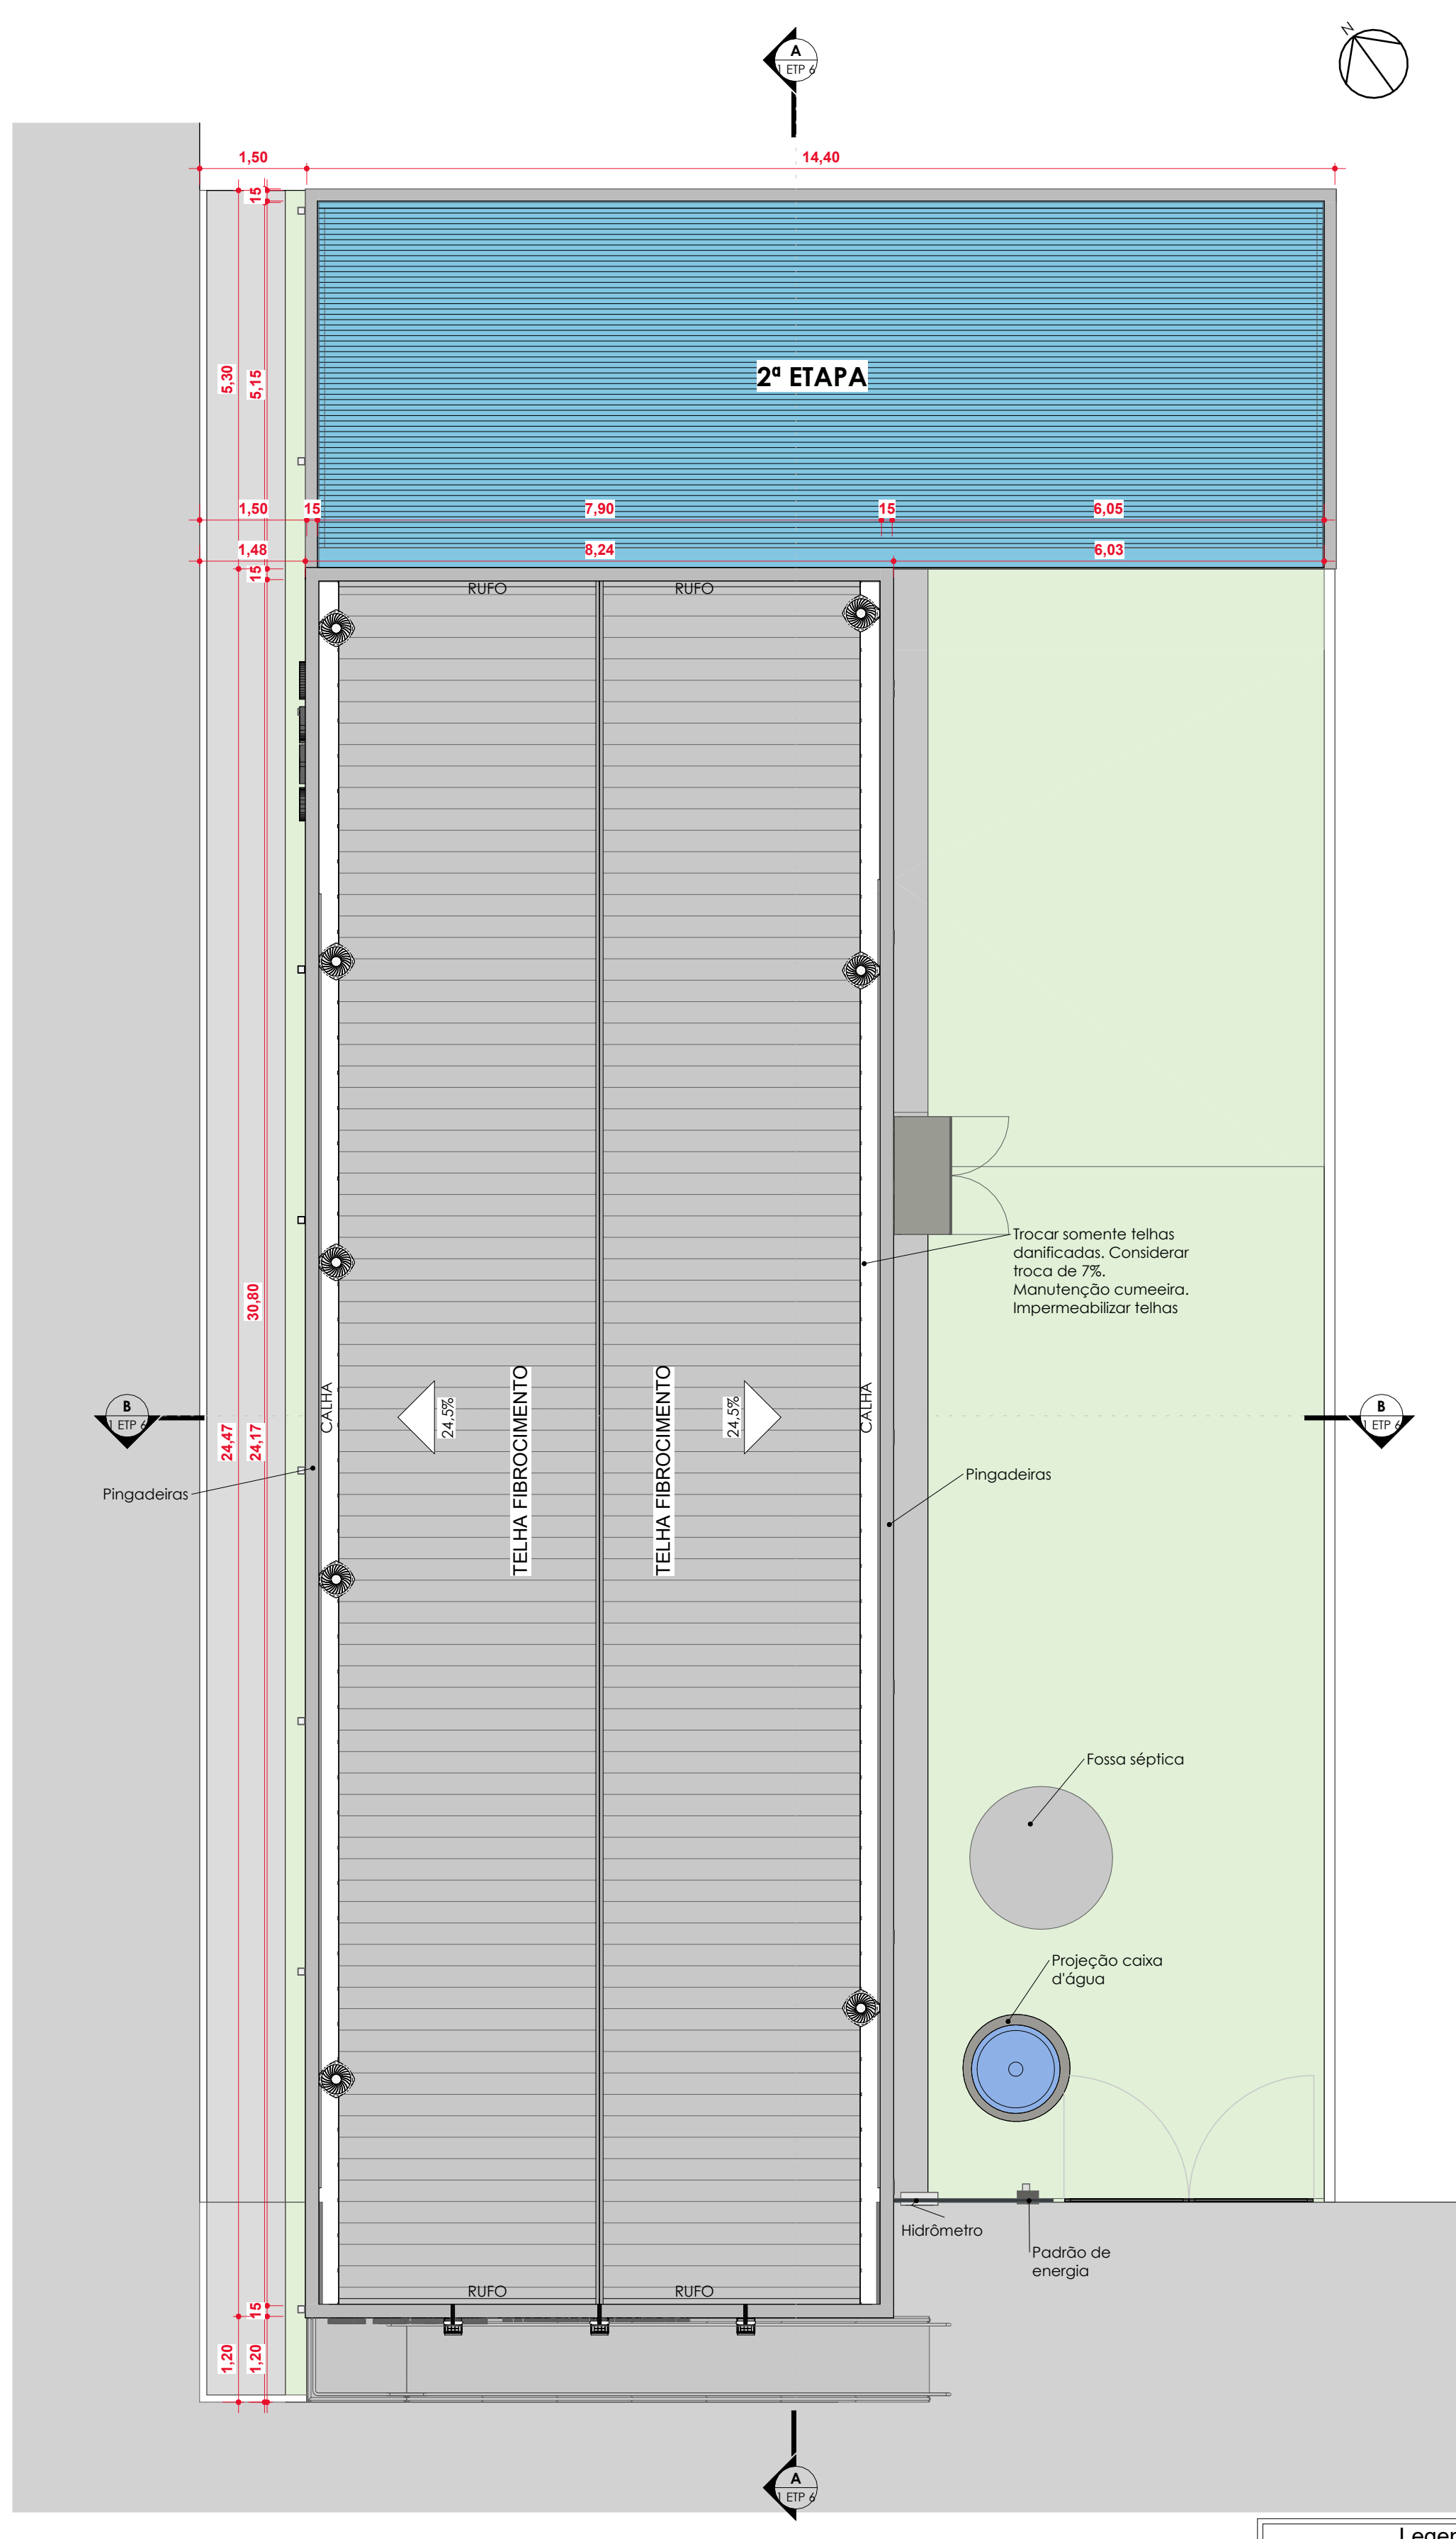 A
1 ETP 6
N
1,50
14,40
15
5,30
5,15
2ª ETAPA
1,50
15
7,90
15
6,05
1,48
8,24
6,03
15
RUFO
RUFO
Trocar somente telhas
danificadas. Considerar
troca de 7%.
Manutenção cumeeira.
Impermeabilizar telhas
30,80
CALHA
24,5%
TELHA FIBROCIMENTO
TELHA FIBROCIMENTO
24,5%
CALHA
B
1 ETP 6
B
1 ETP 6
24,47
24,17
Pingadeiras
Pingadeiras
Fossa séptica
Projeção caixa
d'água
Hidrômetro
Padrão de
energia
RUFO
RUFO
15
1,20
1,20
A
1 ETP 6